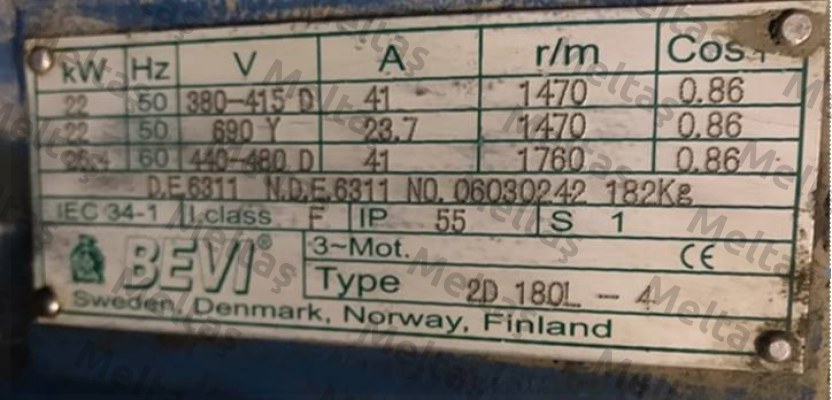 kW Hz V A r/m Cos
22 50 380-415 D 41 1470 0.86
22 50 690 Y 23.7 1470 0.86
60 440-480 D 41 1760 0.86
D.E.6311 N.D.E.6311 NO. 06030242 182Kg
IEC 34-1 I.class F IP 55 S 1
BEVI® 3~Mot. CE
Type 2D 180L - 4
Sweden, Denmark, Norway, Finland
Meltaş